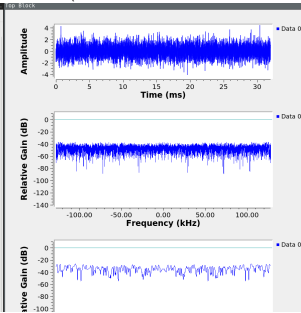 Top Block
Amplitude
4
2
0
-2
-4
0 5 10 15 20 25 30
Time (ms)
Data 0
Relative Gain (dB)
0
-20
-40
-60
-80
-100
-120
-140
-100.00 -50.00 0.00 50.00 100.00
Frequency (kHz)
Data 0
ative Gain (dB)
0
-20
-40
-60
-80
-100
Data 0